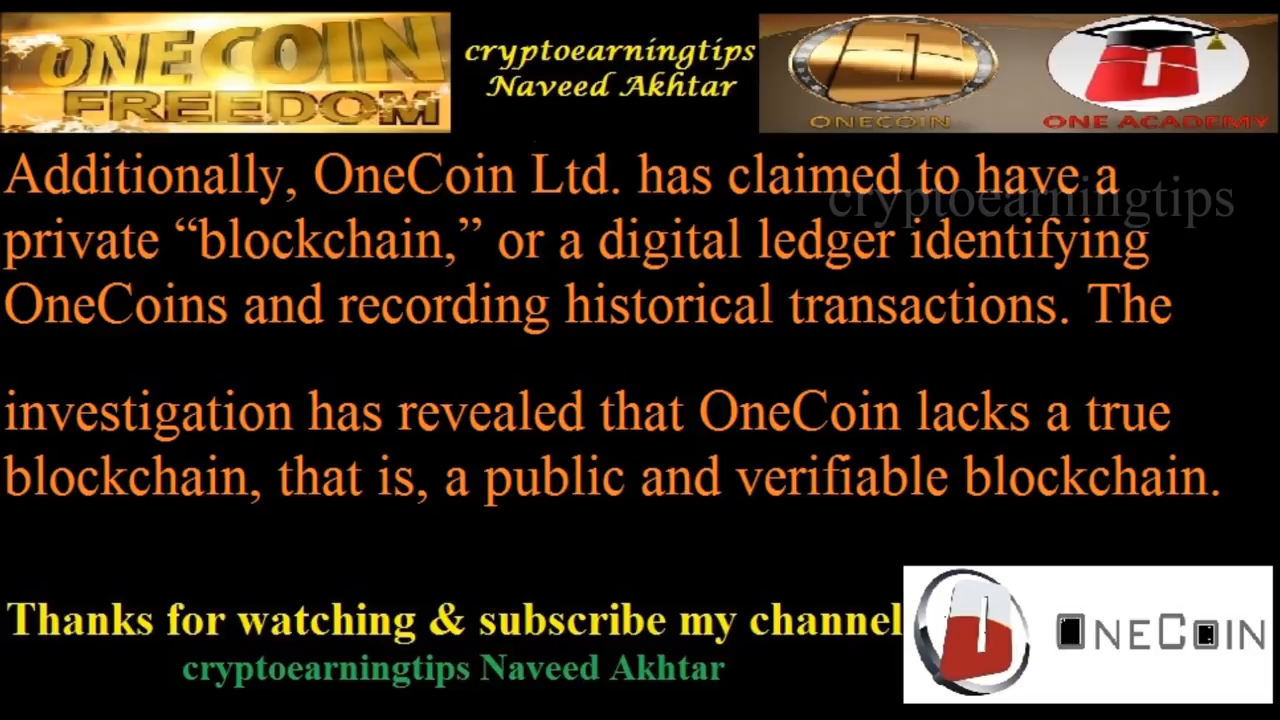 ONECOIN
FREEDOM
cryptoearningtips
Naveed Akhtar
ONECOIN
ONE ACADEMY
Additionally, OneCoin Ltd. has claimed to have a
cryptoearningtips
private “blockchain,” or a digital ledger identifying
OneCoins and recording historical transactions. The
investigation has revealed that OneCoin lacks a true
blockchain, that is, a public and verifiable blockchain.
Thanks for watching & subscribe my channel
cryptoearningtips Naveed Akhtar
ONECOIN